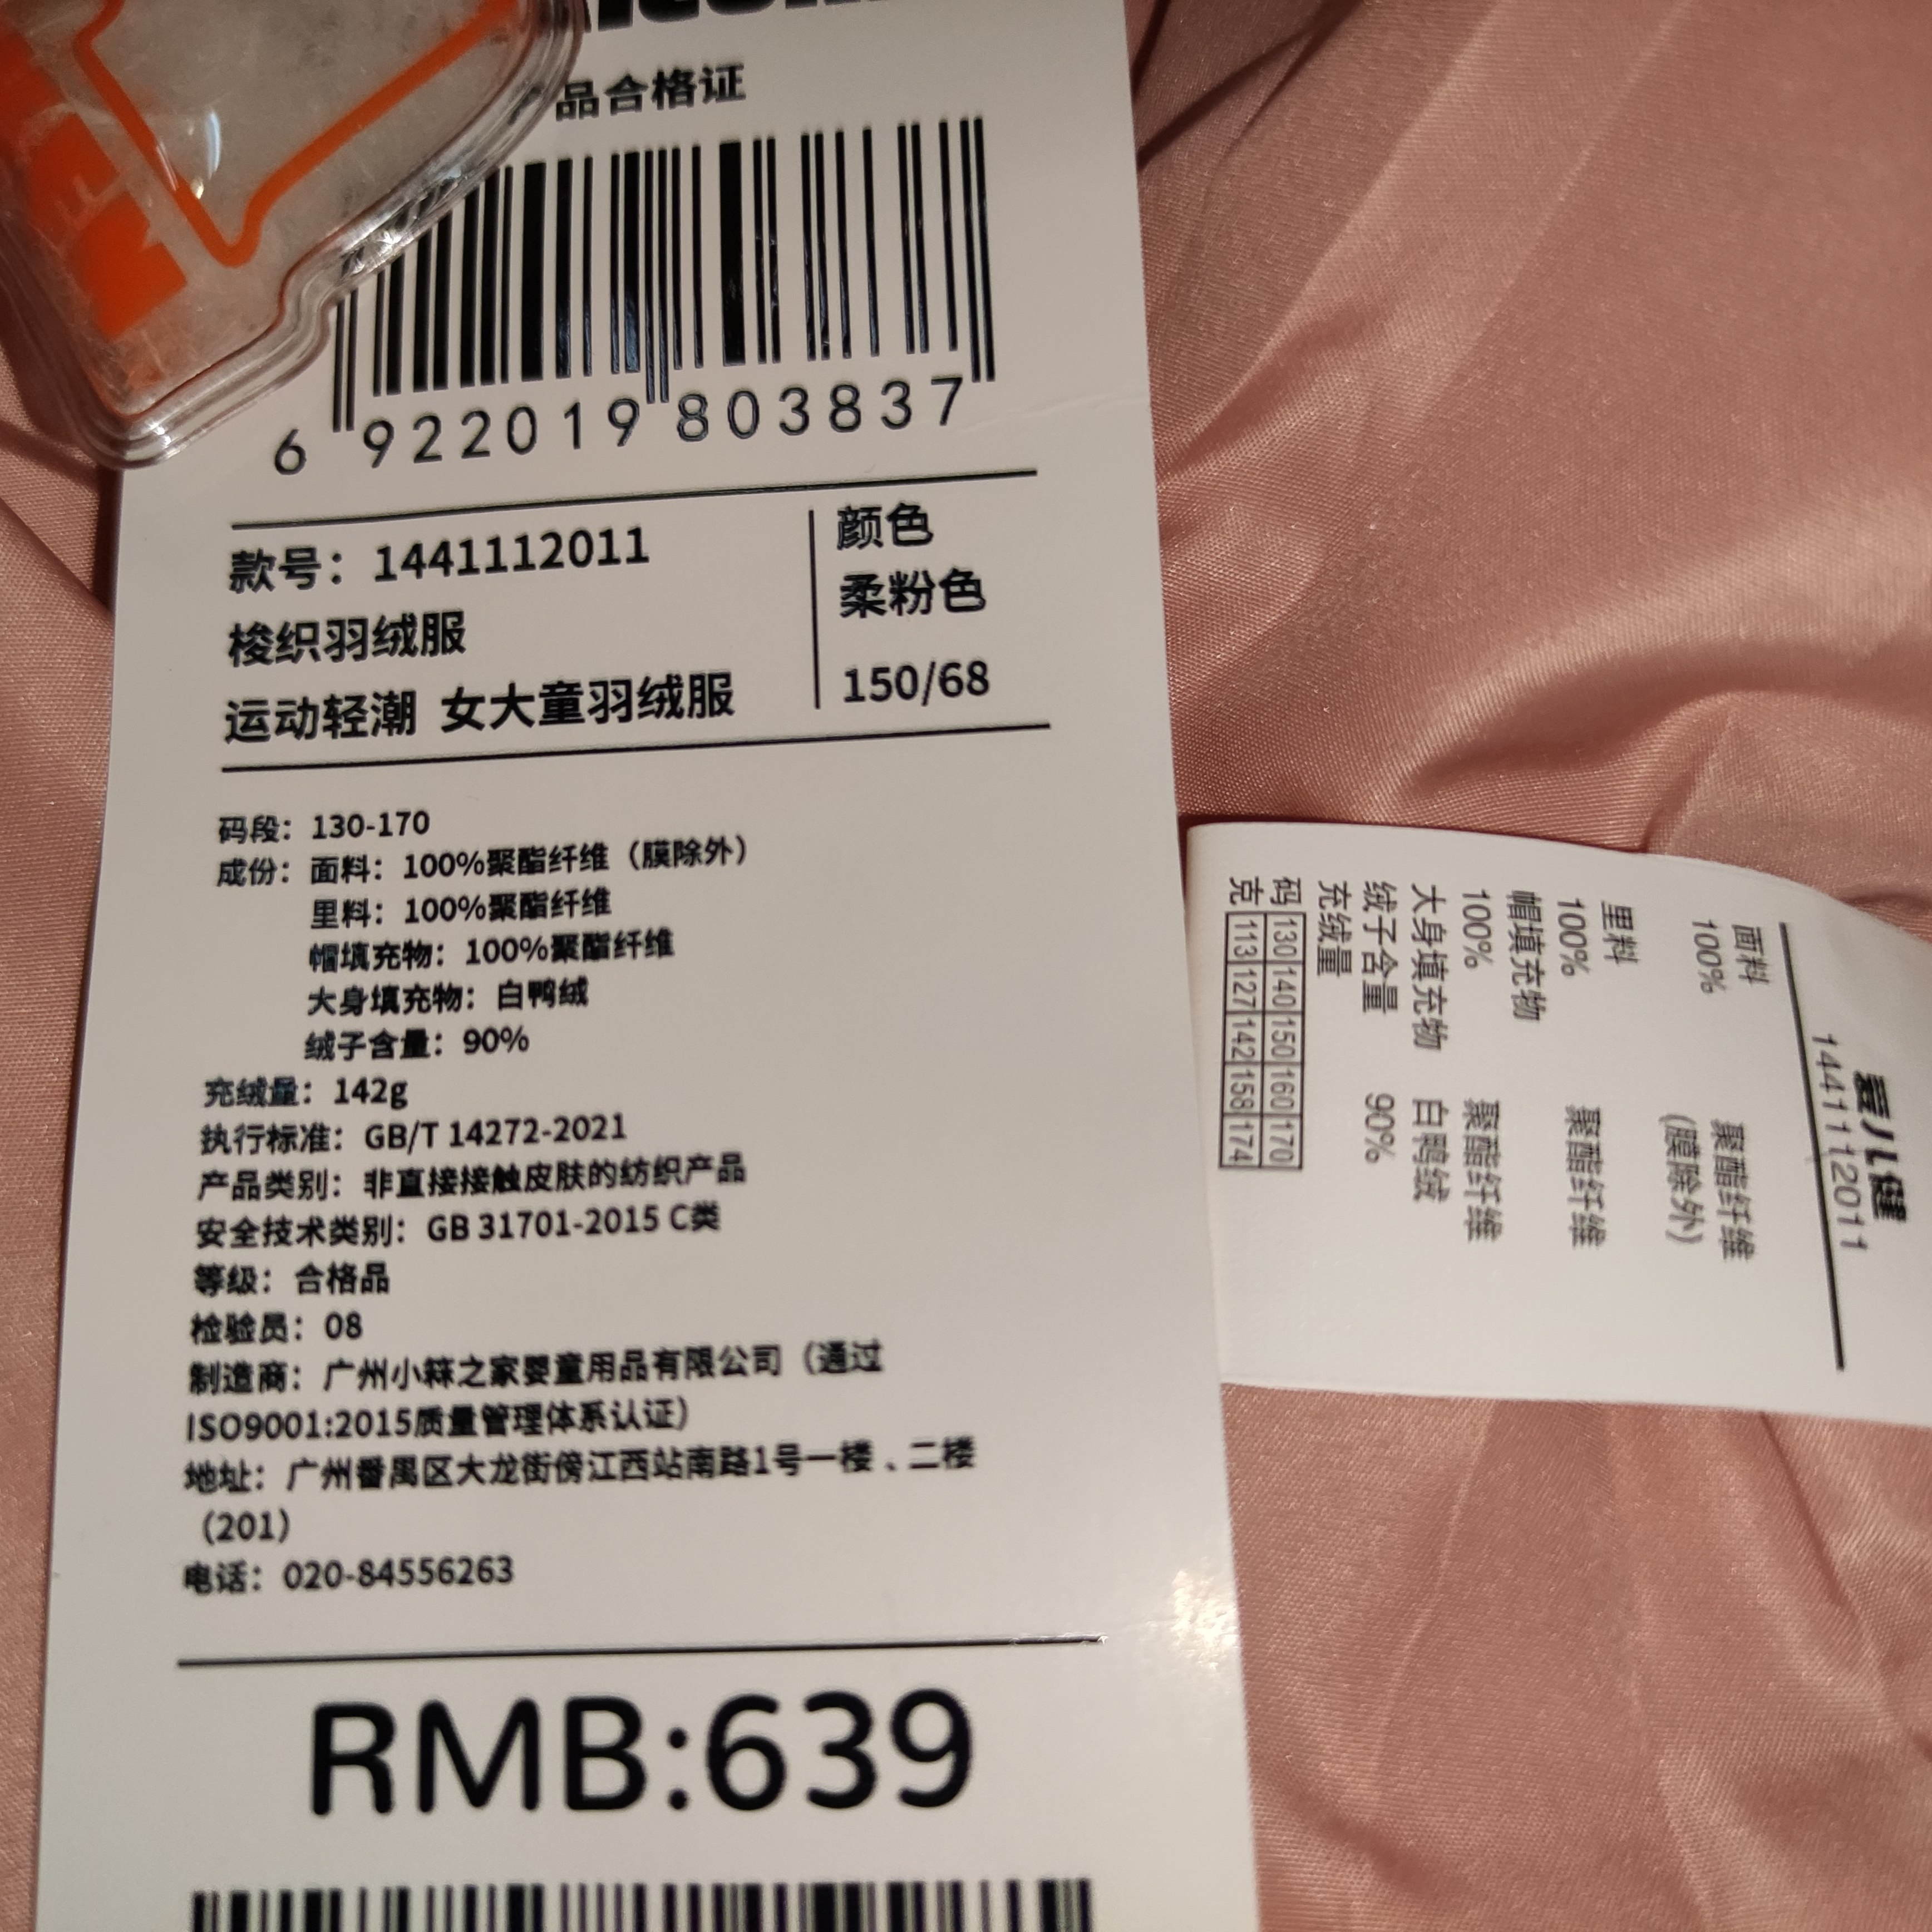 品合格证
6 922019 803837
款号：1441112011
梭织羽绒服
运动轻潮 女大童羽绒服
颜色
柔粉色
150/68
码段：130-170
成份：面料：100%聚酯纤维（膜除外）
里料：100%聚酯纤维
帽填充物：100%聚酯纤维
大身填充物：白鸭绒
绒子含量：90%
充绒量：142g
执行标准：GB/T 14272-2021
产品类别：非直接接触皮肤的纺织产品
安全技术类别：GB 31701-2015 C类
等级：合格品
检验员：08
制造商：广州小箖之家婴童用品有限公司（通过
ISO9001:2015质量管理体系认证）
地址：广州番禺区大龙街傍江西站南路1号一楼﹑二楼
（201）
电话：020-84556263
RMB:639
1441112011
面料 聚酯纤维
100% (膜除外)
里料
100% 聚酯纤维
帽填充物
100% 聚酯纤维
大身填充物 白鸭绒
绒子含量 90%
充绒量
码 130 140 150 160 170
克 113 127 142 158 174